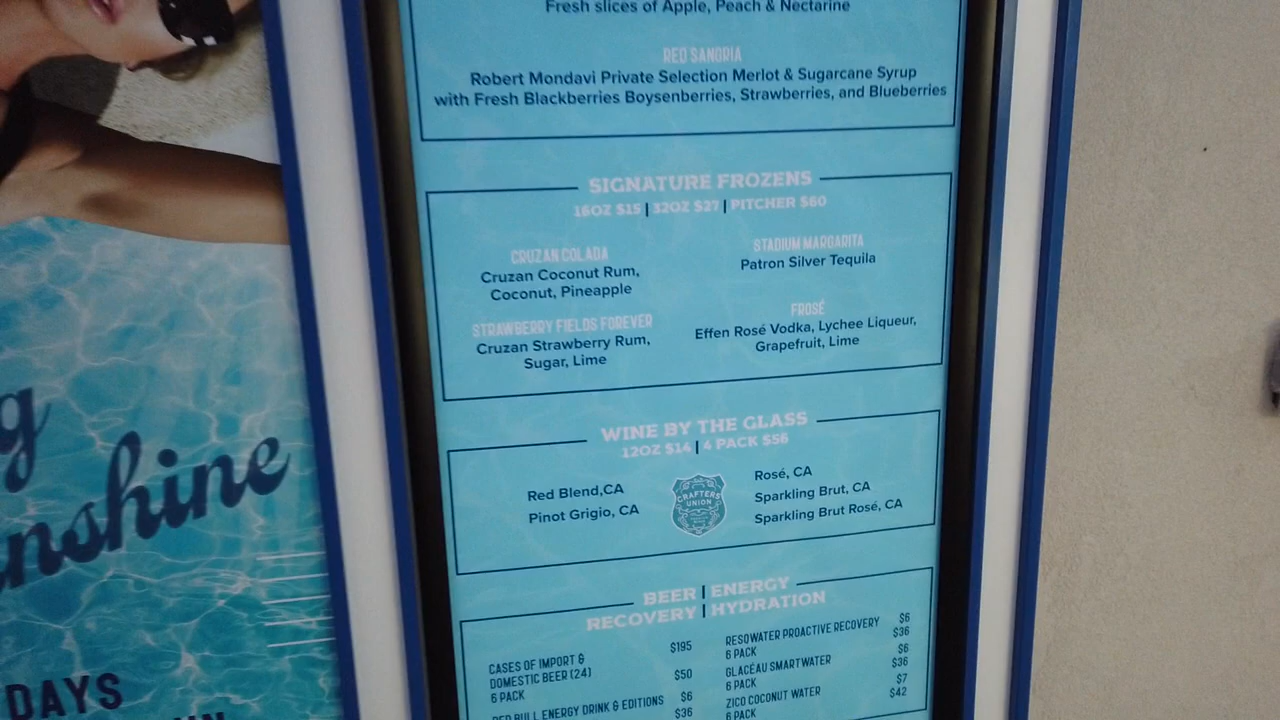 Fresh slices of Apple, Peach & Nectarine
RED SANGRIA
Robert Mondavi Private Selection Merlot & Sugarcane Syrup
with Fresh Blackberries Boysenberries, Strawberries, and Blueberries
SIGNATURE FROZENS
16OZ $15 | 32OZ $27 | PITCHER $60
CRUZAN COLADA
Cruzan Coconut Rum,
Coconut, Pineapple
STADIUM MARGARITA
Patron Silver Tequila
STRAWBERRY FIELDS FOREVER
Cruzan Strawberry Rum,
Sugar, Lime
FROSÉ
Effen Rosé Vodka, Lychee Liqueur,
Grapefruit, Lime
WINE BY THE GLASS
12OZ $14 | 4 PACK $56
Red Blend,CA
Pinot Grigio, CA
CRAFTERS
UNION
Rosé, CA
Sparkling Brut, CA
Sparkling Brut Rosé, CA
BEER | ENERGY
RECOVERY | HYDRATION
CASES OF IMPORT & $195
DOMESTIC BEER (24)
6 PACK $50
RED BULL ENERGY DRINK & EDITIONS $6
$36
RESQWATER PROACTIVE RECOVERY $6
6 PACK $36
GLACÉAU SMARTWATER $6
6 PACK $36
ZICO COCONUT WATER $7
6 PACK $42
g
nshine
DAYS